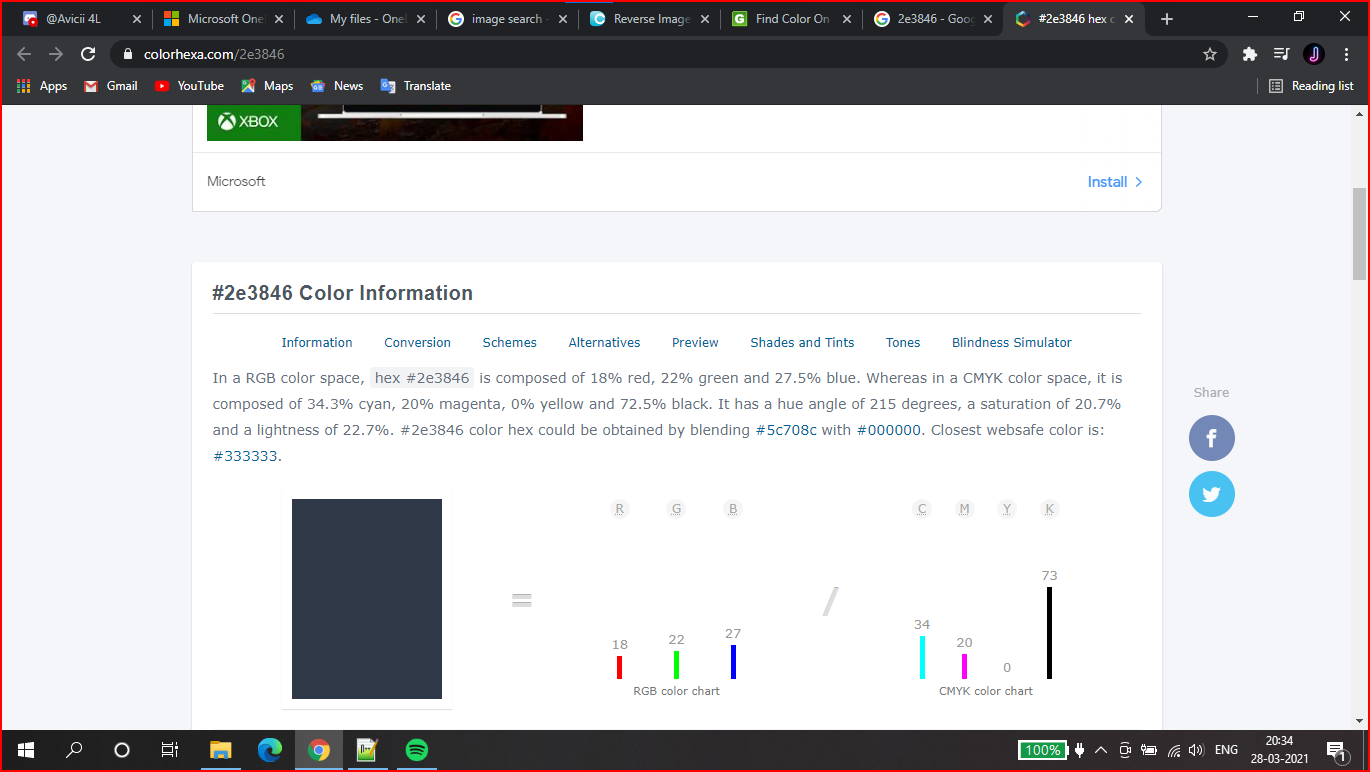 @Avicii 4L
Microsoft One
My files - One
image search -
Reverse Image
Find Color On
2e3846 - Goog
#2e3846 hex c
colorhexa.com/2e3846
Apps
Gmail
YouTube
Maps
News
Translate
Reading list
XBOX
Microsoft
Install
#2e3846 Color Information
Information
Conversion
Schemes
Alternatives
Preview
Shades and Tints
Tones
Blindness Simulator
In a RGB color space, hex #2e3846 is composed of 18% red, 22% green and 27.5% blue. Whereas in a CMYK color space, it is
composed of 34.3% cyan, 20% magenta, 0% yellow and 72.5% black. It has a hue angle of 215 degrees, a saturation of 20.7%
and a lightness of 22.7%. #2e3846 color hex could be obtained by blending #5c708c with #000000. Closest websafe color is:
#333333.
Share
R G B
=
18 22 27
RGB color chart
/
C M Y K
34 20 0 73
CMYK color chart
100%
ENG
20:34
28-03-2021
1